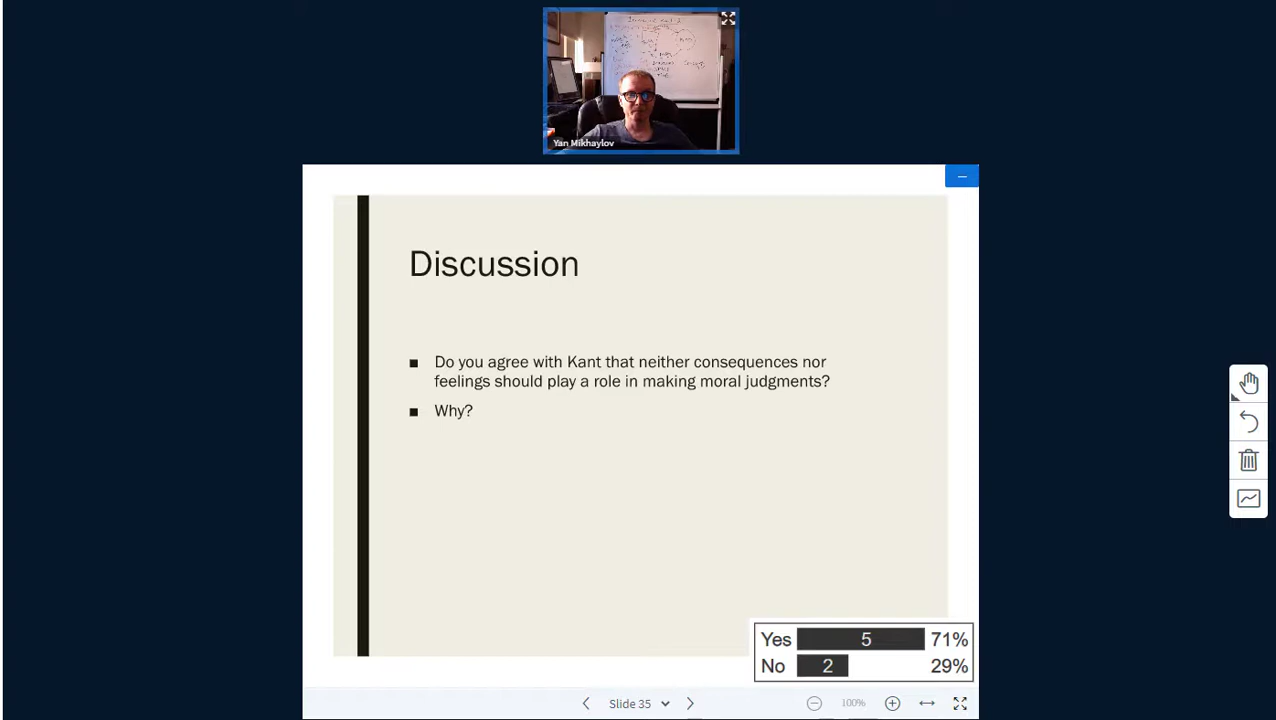 Yan Mikhaylov
Discussion
Do you agree with Kant that neither consequences nor
feelings should play a role in making moral judgments?
Why?
Yes 5 71%
No 2 29%
Slide 35
100%